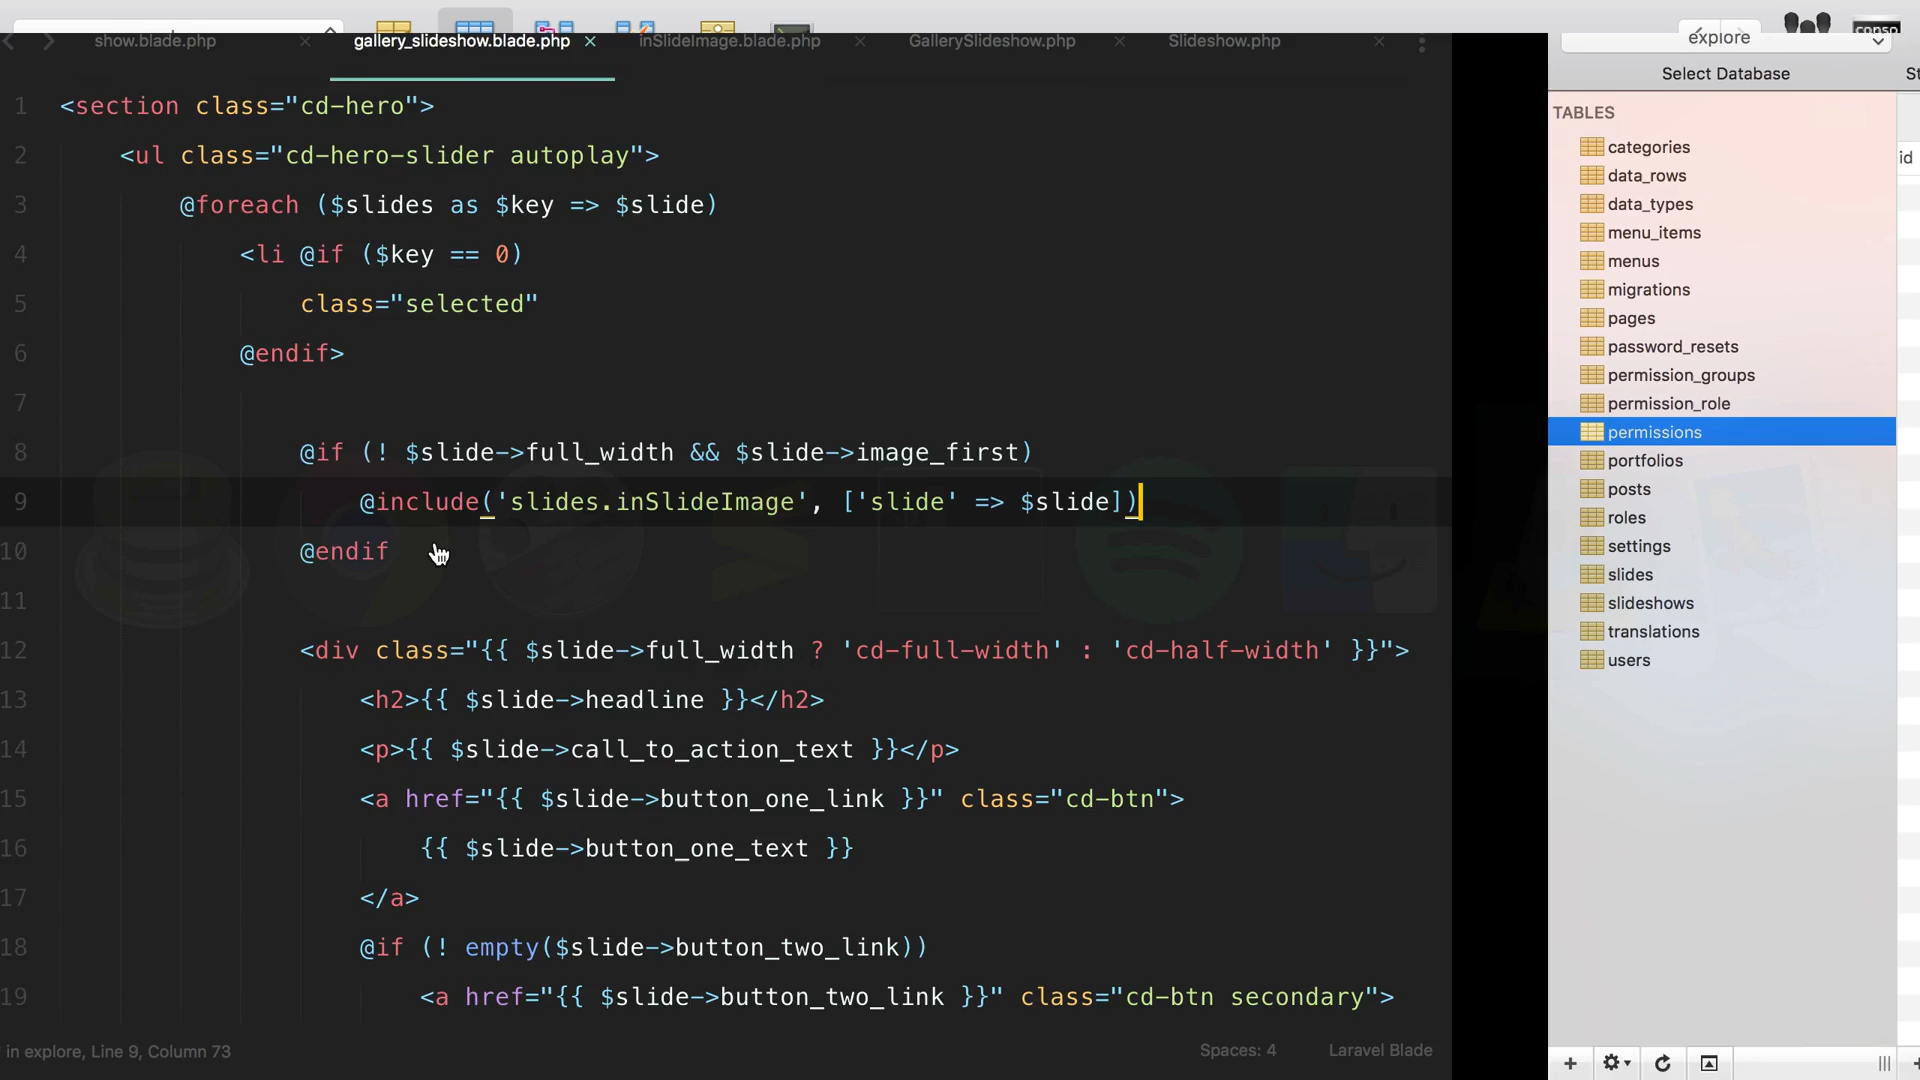 show.blade.php
gallery_slideshow.blade.php
inSlideImage.blade.php
GallerySlideshow.php
Slideshow.php
1 <section class="cd-hero">
2 <ul class="cd-hero-slider autoplay">
3 @foreach ($slides as $key => $slide)
4 <li @if ($key == 0)
5 class="selected"
6 @endif>
7
8 @if (! $slide->full_width && $slide->image_first)
9 @include('slides.inSlideImage', ['slide' => $slide])
10 @endif
11
12 <div class="{{ $slide->full_width ? 'cd-full-width' : 'cd-half-width' }}">
13 <h2>{{ $slide->headline }}</h2>
14 <p>{{ $slide->call_to_action_text }}</p>
15 <a href="{{ $slide->button_one_link }}" class="cd-btn">
16 {{ $slide->button_one_text }}
17 </a>
18 @if (! empty($slide->button_two_link))
19 <a href="{{ $slide->button_two_link }}" class="cd-btn secondary">
in explore, Line 9, Column 73
Spaces: 4
Laravel Blade
explore
Select Database
TABLES
categories
data_rows
data_types
menu_items
menus
migrations
pages
password_resets
permission_groups
permission_role
permissions
portfolios
posts
roles
settings
slides
slideshows
translations
users
id